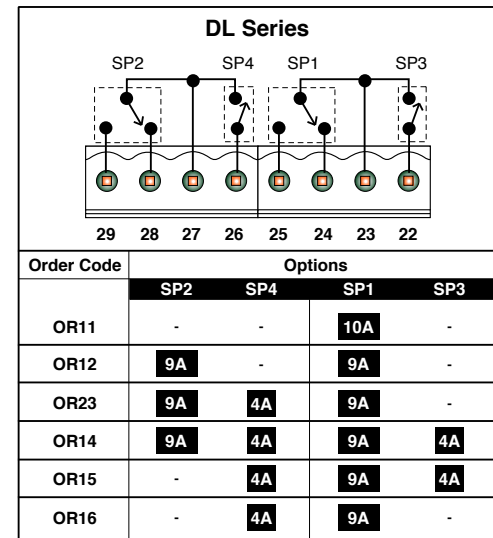 DL Series
SP2 SP4 SP1 SP3
29 28 27 26 25 24 23 22
Order Code Options
SP2 SP4 SP1 SP3
OR11 - - 10A -
OR12 9A - 9A -
OR23 9A 4A 9A -
OR14 9A 4A 9A 4A
OR15 - 4A 9A 4A
OR16 - 4A 9A -